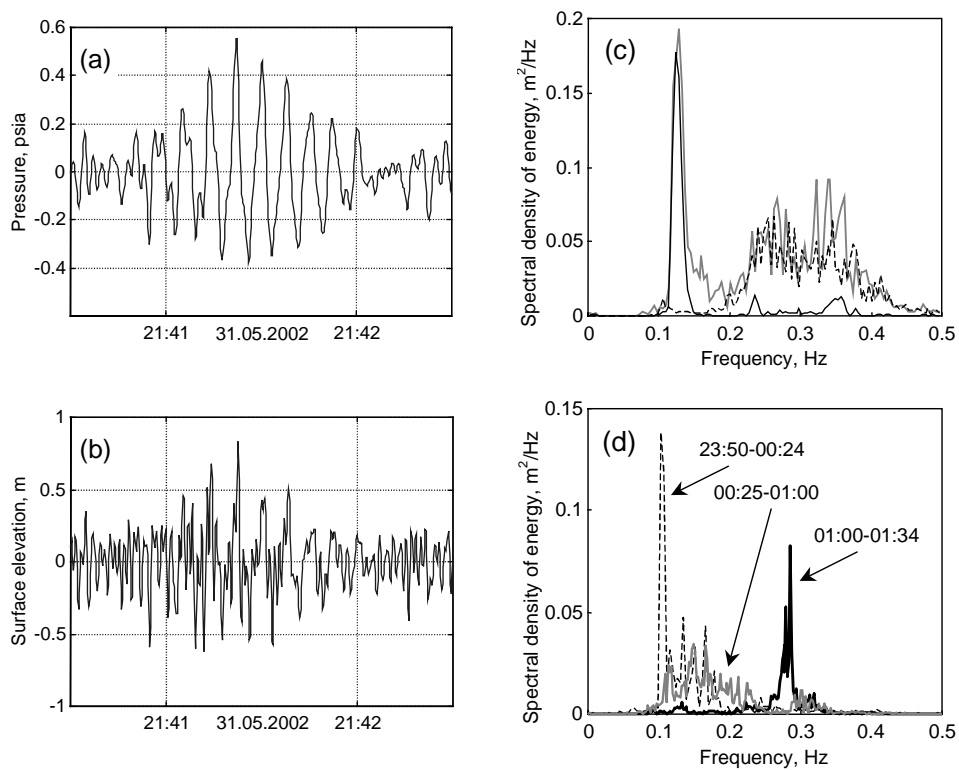 (a)
Pressure, psia
0.6
0.4
0.2
0
-0.2
-0.4
21:41 31.05.2002 21:42
(b)
Surface elevation, m
1
0.5
0
-0.5
-1
21:41 31.05.2002 21:42
(c)
Spectral density of energy, m²/Hz
0.2
0.15
0.1
0.05
0
0 0.1 0.2 0.3 0.4 0.5
Frequency, Hz
(d)
Spectral density of energy, m²/Hz
0.15
0.1
0.05
0
23:50-00:24
00:25-01:00
01:00-01:34
0 0.1 0.2 0.3 0.4 0.5
Frequency, Hz